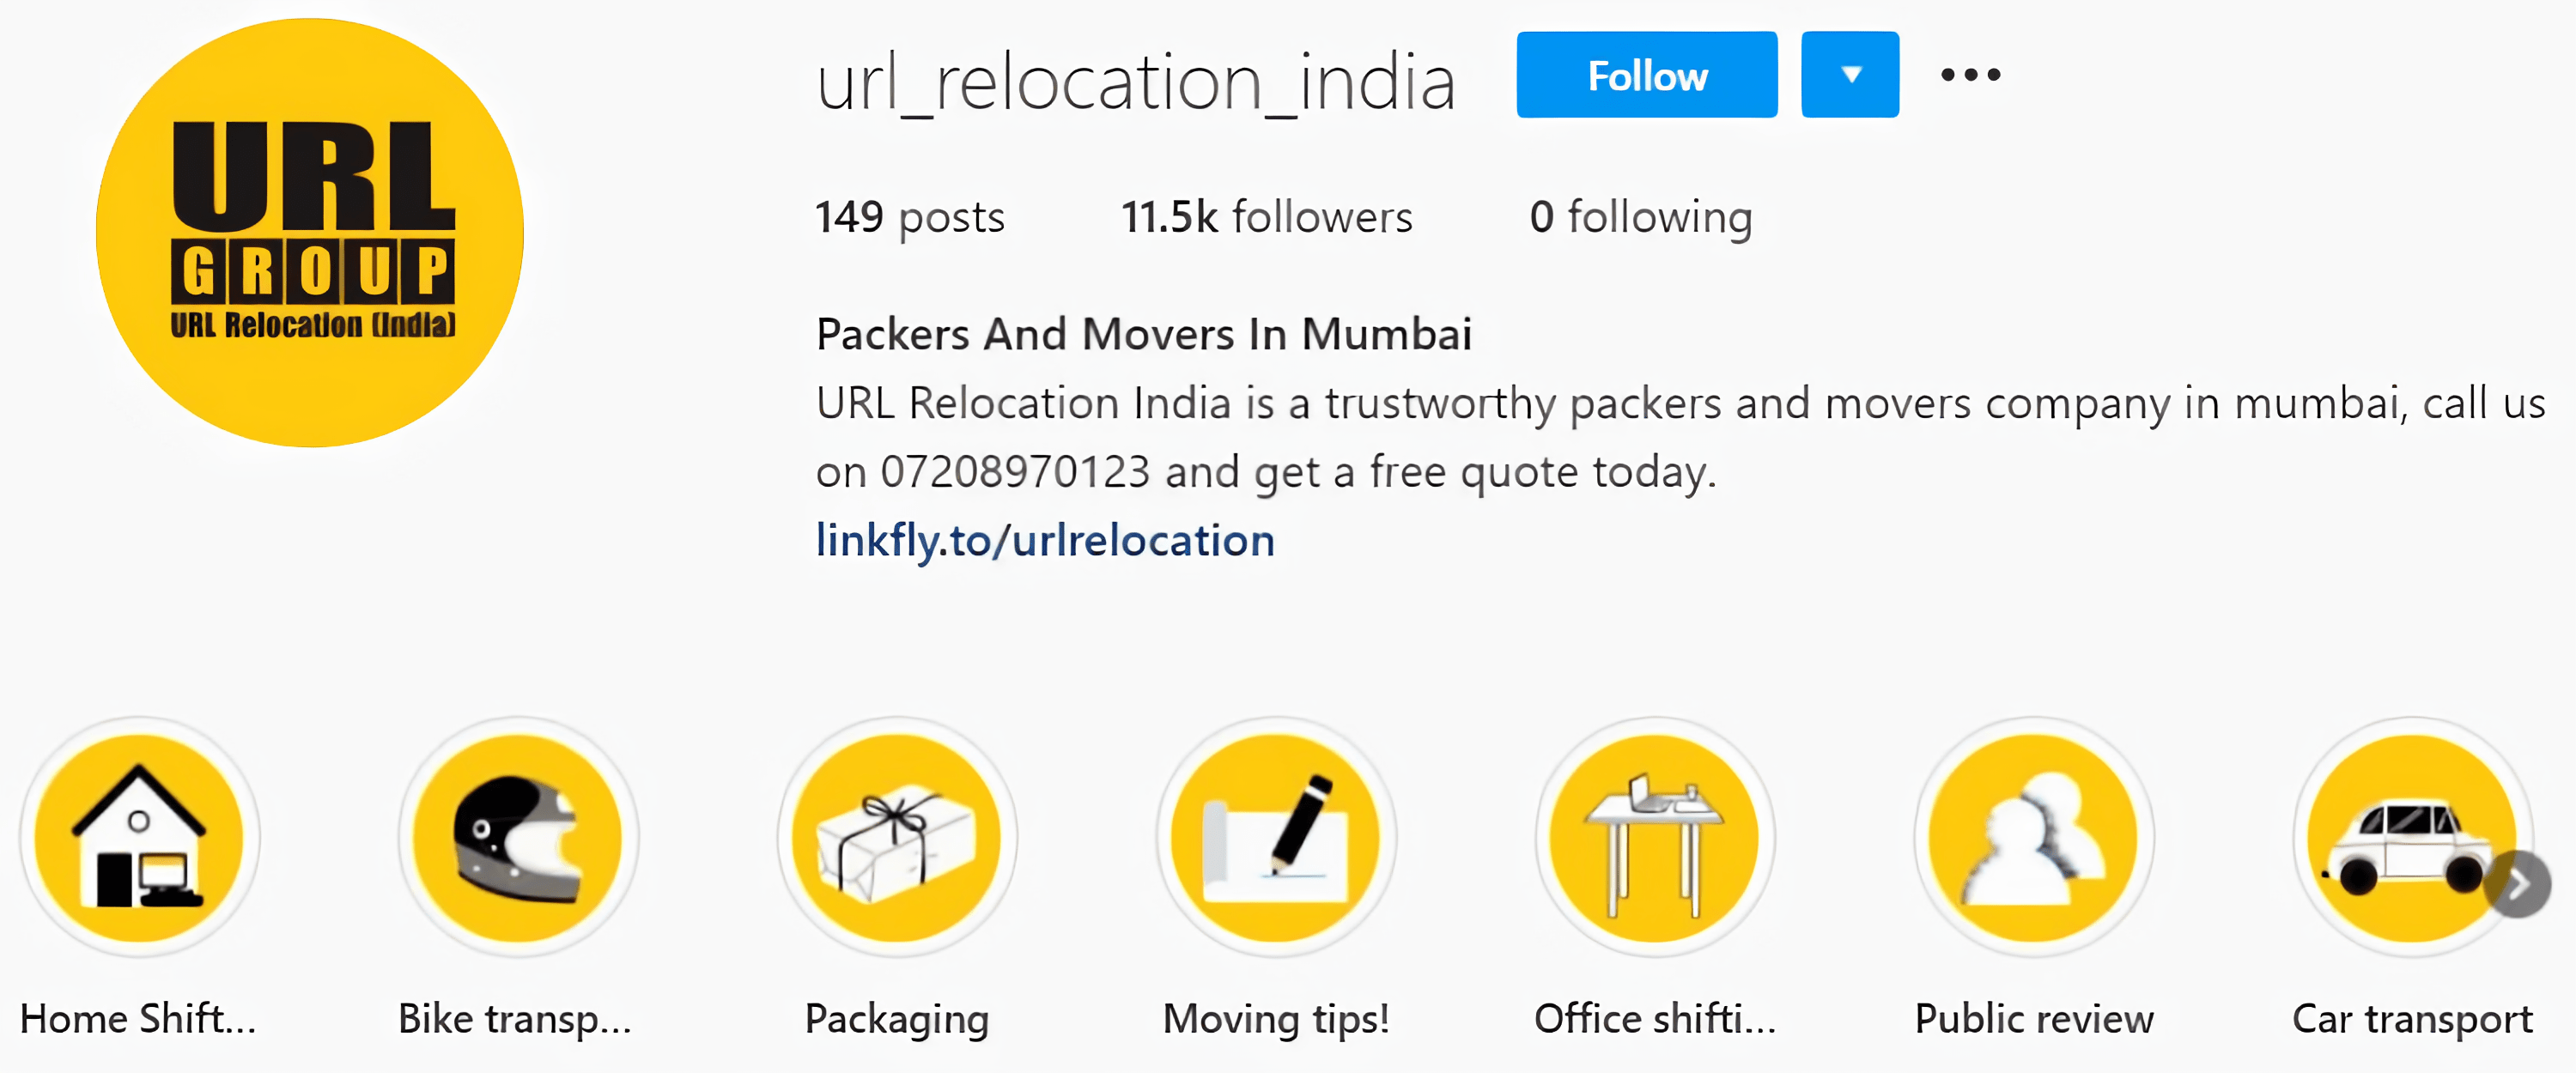 URL
GROUP
URL Relocation (India)
url_relocation_india
Follow
149 posts
11.5k followers
0 following
Packers And Movers In Mumbai
URL Relocation India is a trustworthy packers and movers company in mumbai, call us
on 07208970123 and get a free quote today.
linkfly.to/urlrelocation
Home Shift...
Bike transp...
Packaging
Moving tips!
Office shifti...
Public review
Car transport